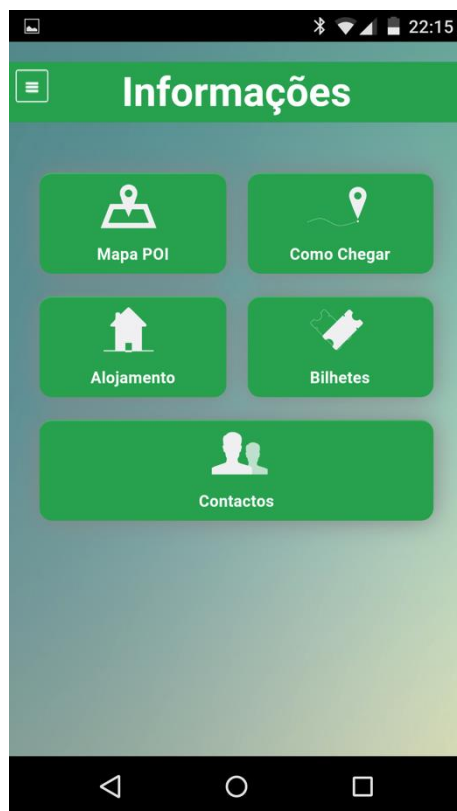 22:15
Informações
Mapa POI
Como Chegar
Alojamento
Bilhetes
Contactos